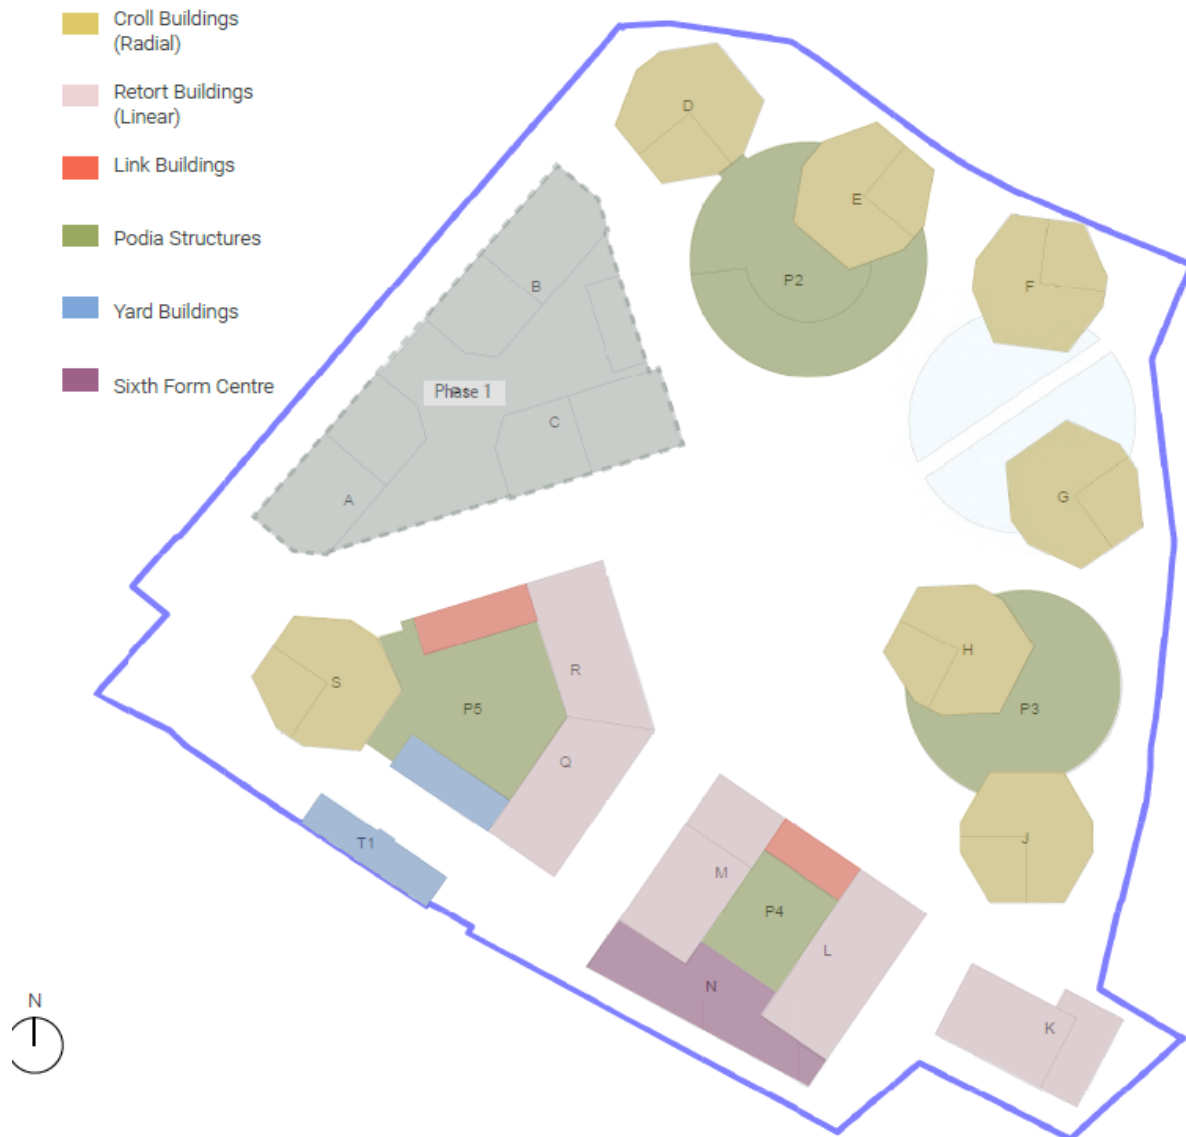 Croll Buildings
(Radial)
Retort Buildings
(Linear)
Link Buildings
Podia Structures
Yard Buildings
Sixth Form Centre
D
E
P2
F
B
Phase 1
C
A
G
H
P3
S
R
P5
Q
T1
J
M
P4
L
N
K
N